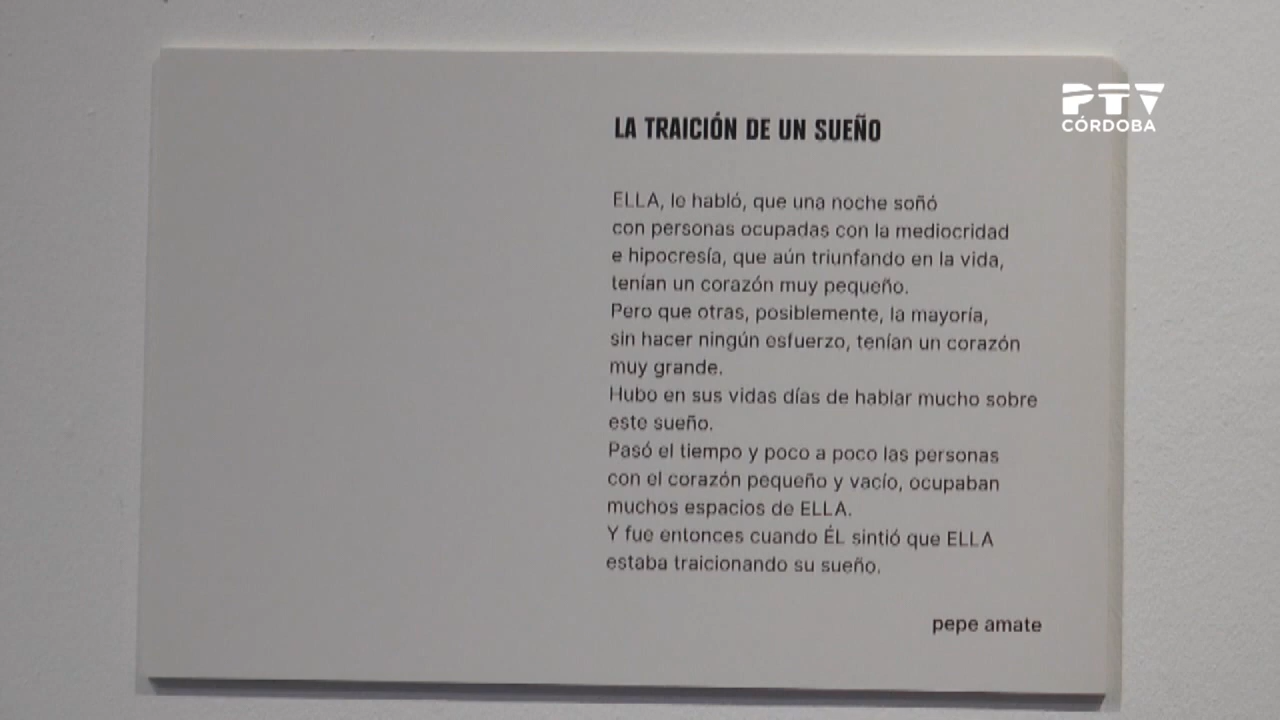 PTV
CÓRDOBA
LA TRAICIÓN DE UN SUEÑO
ELLA, le habló, que una noche soñó
con personas ocupadas con la mediocridad
e hipocresía, que aún triunfando en la vida,
tenían un corazón muy pequeño.
Pero que otras, posiblemente, la mayoría,
sin hacer ningún esfuerzo, tenían un corazón
muy grande.
Hubo en sus vidas días de hablar mucho sobre
este sueño.
Pasó el tiempo y poco a poco las personas
con el corazón pequeño y vacío, ocupaban
muchos espacios de ELLA.
Y fue entonces cuando ÉL sintió que ELLA
estaba traicionando su sueño.
pepe amate